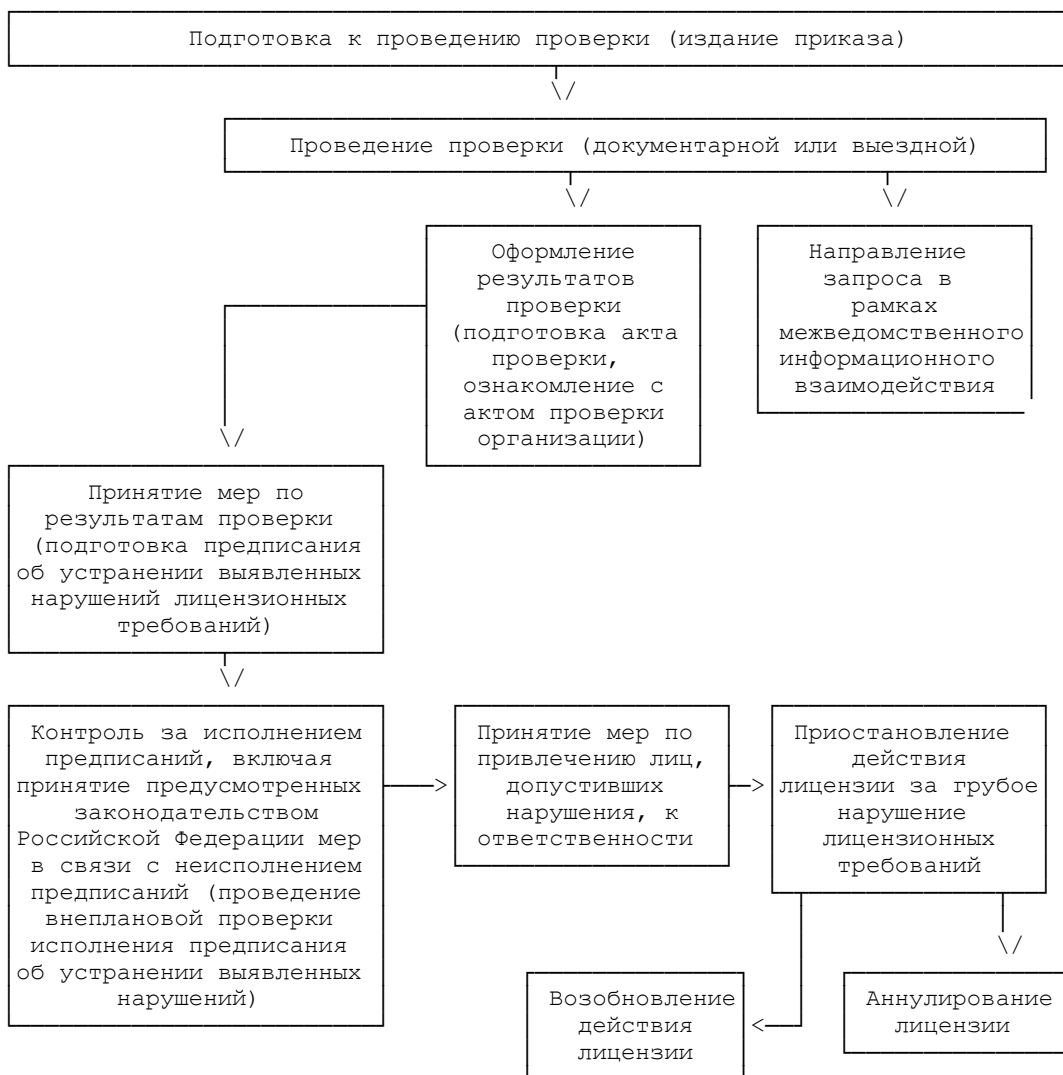 Подготовка к проведению проверки (издание приказа)
Проведение проверки (документарной или выездной)
Оформление
результатов
проверки
(подготовка акта
проверки,
ознакомление с
актом проверки
организации)
Направление
запроса в
рамках
межведомственного
информационного
взаимодействия
Принятие мер по
результатам проверки
(подготовка предписания
об устранении выявленных
нарушений лицензионных
требований)
Контроль за исполнением
предписаний, включая
принятие предусмотренных
законодательством
Российской Федерации мер
в связи с неисполнением
предписаний (проведение
внеплановой проверки
исполнения предписания
об устранении выявленных
нарушений)
Принятие мер по
привлечению лиц,
допустивших
нарушения, к
ответственности
Приостановление
действия
лицензии за грубое
нарушение
лицензионных
требований
Возобновление
действия
лицензии
Аннулирование
лицензии